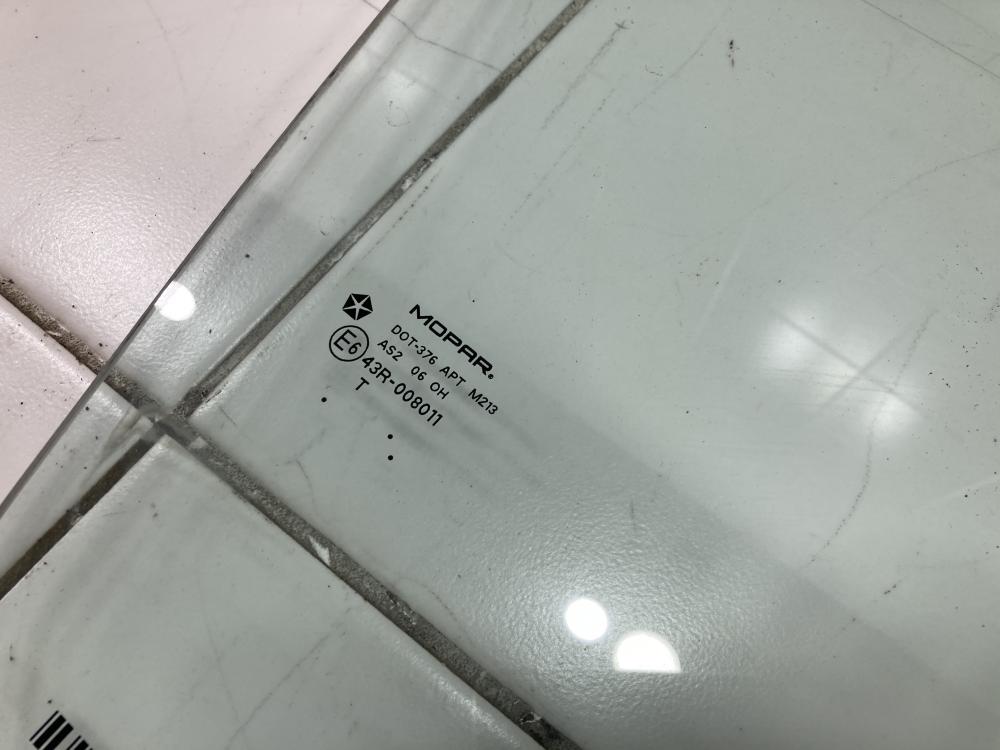 MOPAR.
DOT-376 APT M213
AS2 06 OH
E6 43R-008011
T